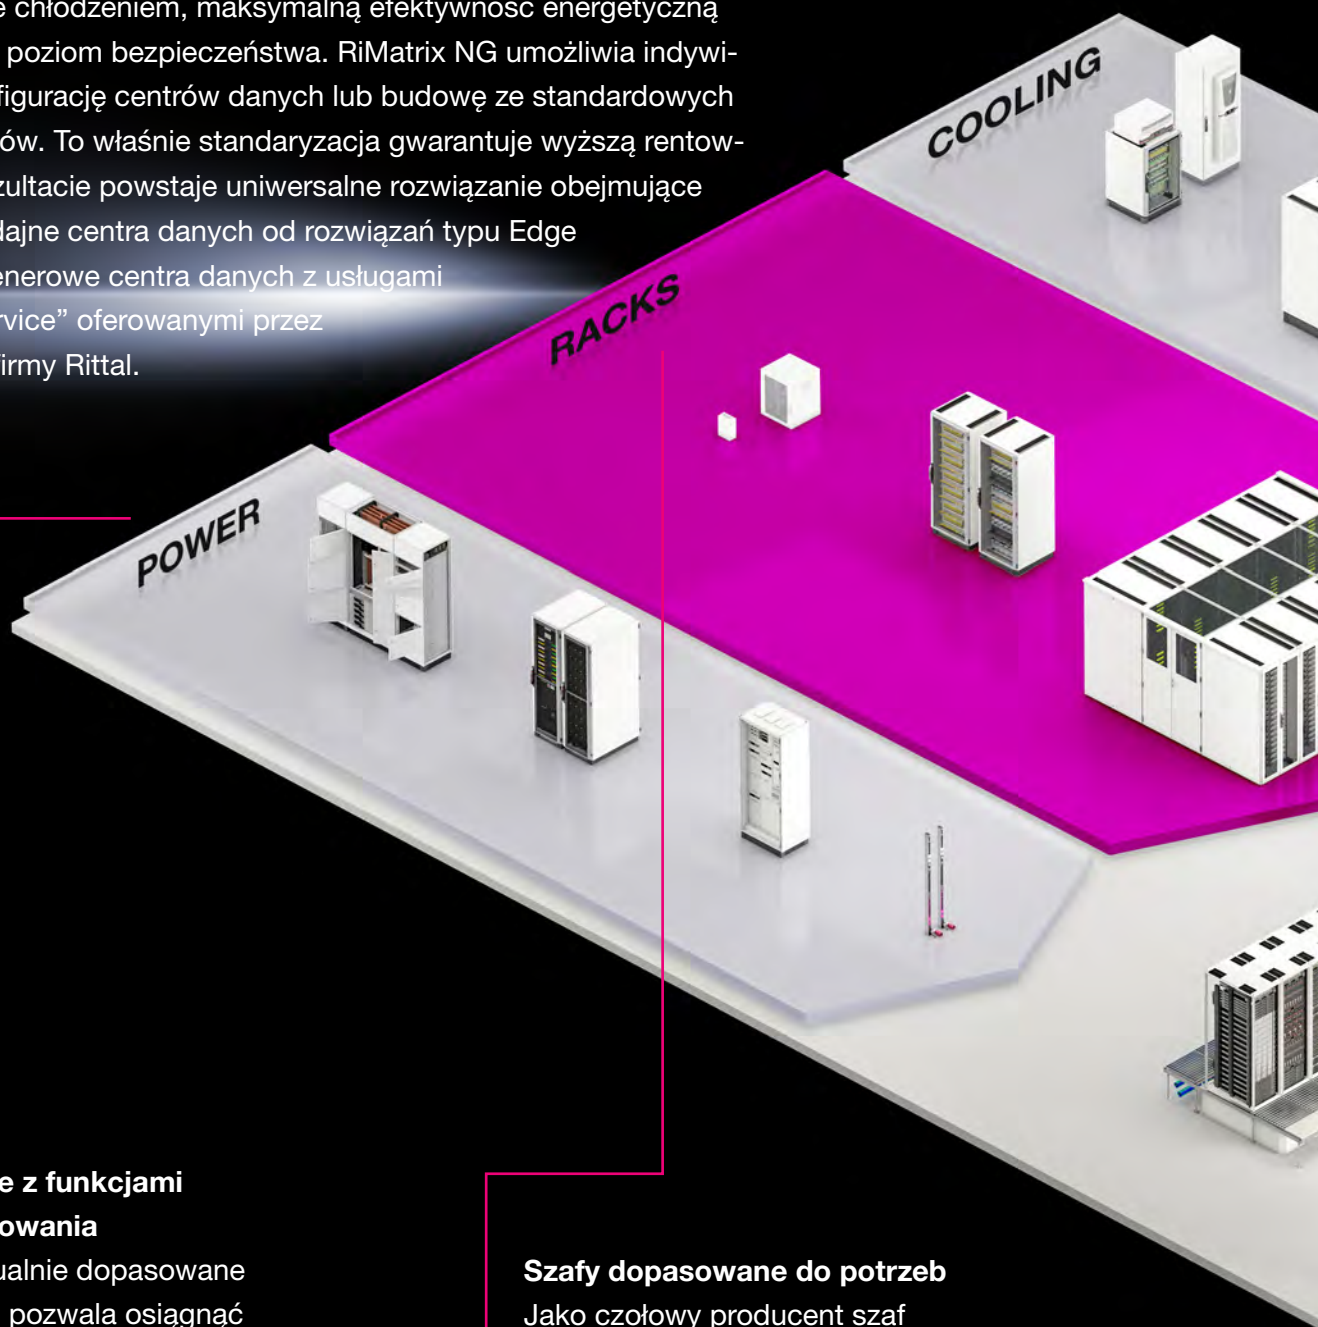 chłodzeniem, maksymalną efektywność energetyczną
poziom bezpieczeństwa. RiMatrix NG umożliwia indywi-
figurację centrów danych lub budowę ze standardowych
ów. To właśnie standaryzacja gwarantuje wyższą rentow-
zultacie powstaje uniwersalne rozwiązanie obejmujące
dajne centra danych od rozwiązań typu Edge
enerowe centra danych z usługami
rvice” oferowanymi przez
firmy Rittal.
COOLING
RACKS
POWER
e z funkcjami
owania
ualnie dopasowane
pozwala osiągnąć
Szafy dopasowane do potrzeb
Jako czołowy producent szaf